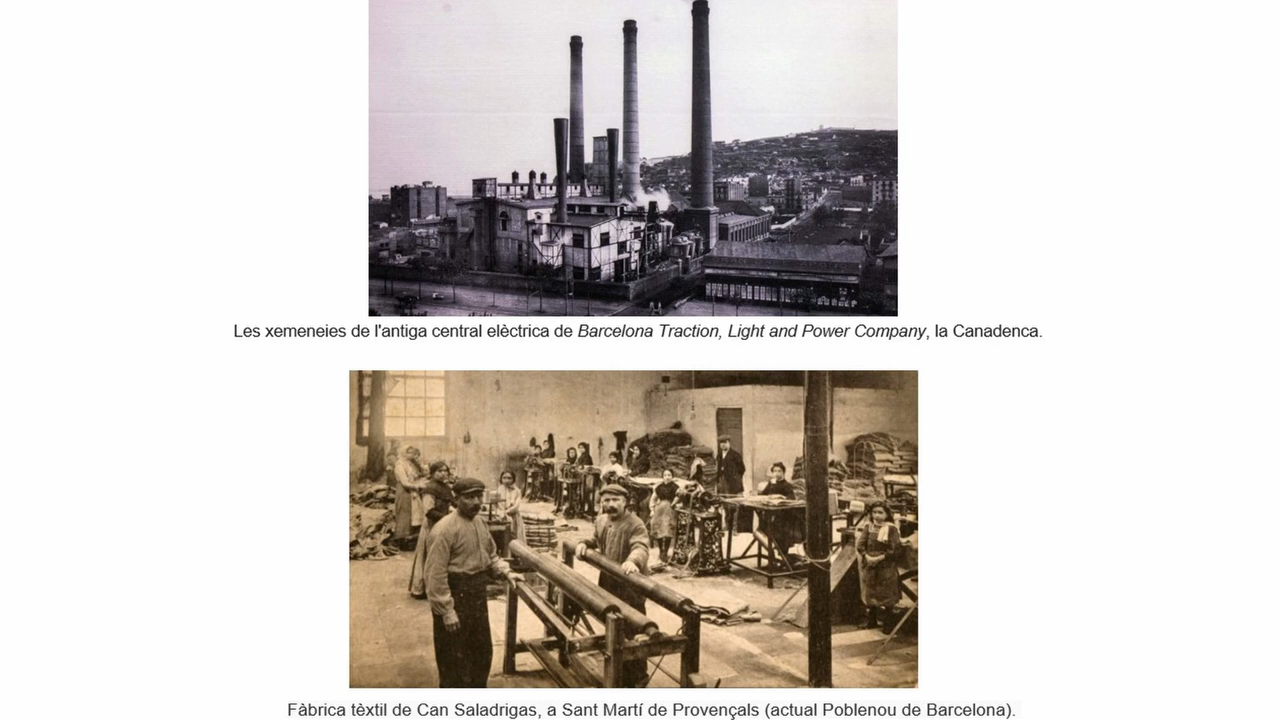 Les xemeneies de l'antiga central elèctrica de Barcelona Traction, Light and Power Company, la Canadenca.
Fàbrica tèxtil de Can Saladrigas, a Sant Martí de Provençals (actual Poblenou de Barcelona).